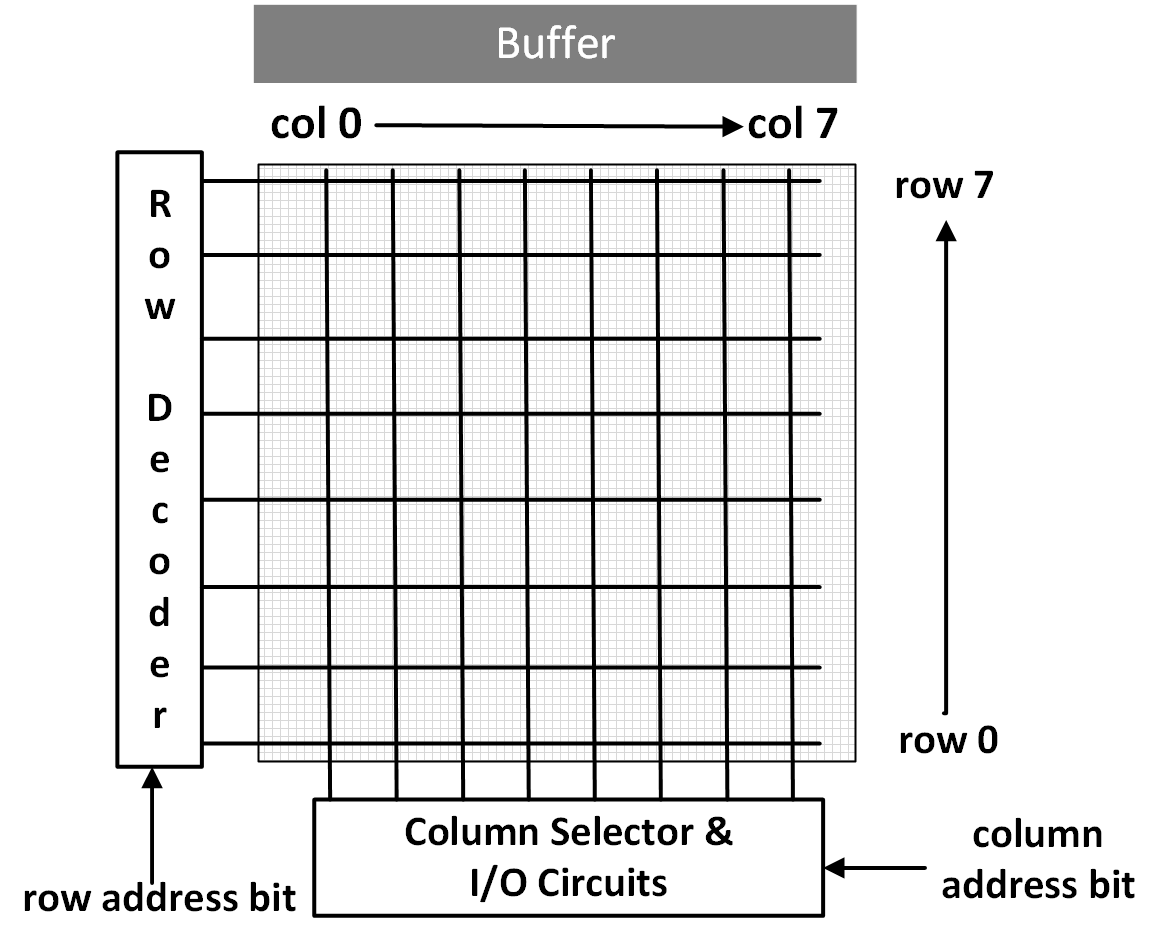 Buffer
col 0
col 7
Row Decoder
row 7
row 0
Column Selector &
I/O Circuits
column
address bit
row address bit